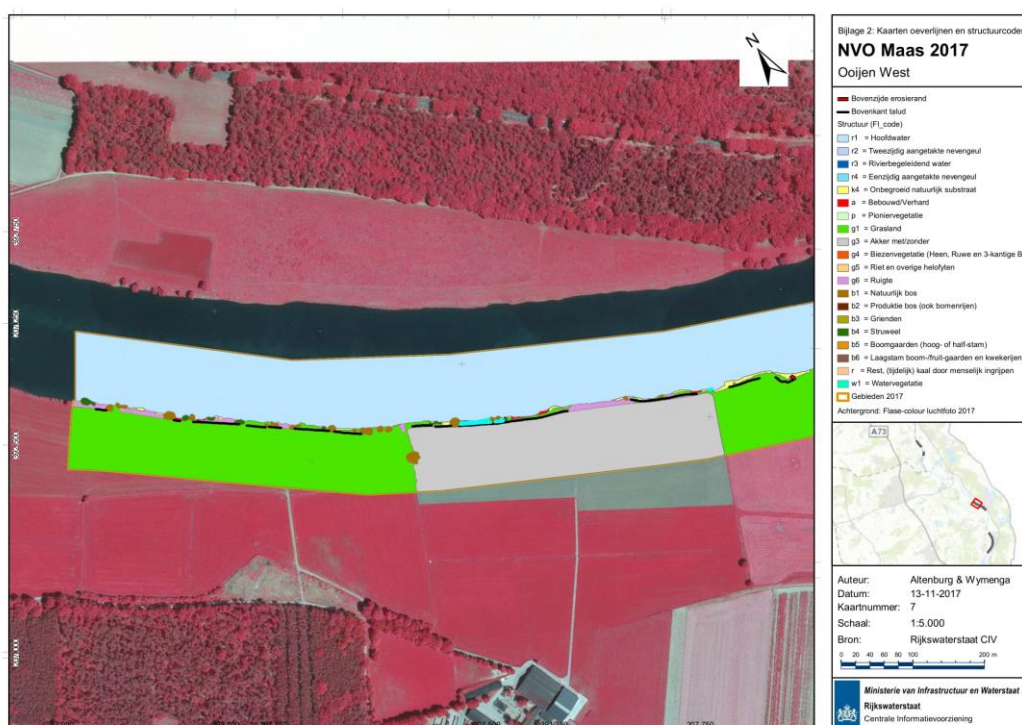 Bijlage 2: Kaarten oeverlijnen en structuurcodes
NVO Maas 2017
Ooijen West
N
Bovenzijde erosierand
Bovenkant talud
Structuur (FI_code)
r1 = Hoofdwater
r2 = Tweezijdig aangetakte nevengeul
r3 = Rivierbegeleidend water
r4 = Eenzijdig aangetakte nevengeul
k4 = Onbegroeid natuurlijk substraat
a = Bebouwd/Verhard
p = Pioniervegetatie
g1 = Grasland
g3 = Akker met/zonder
g4 = Biezenvegetatie (Heen, Ruwe en 3-kantige B
g5 = Riet en overige helofyten
g6 = Ruigte
b1 = Natuurlijk bos
b2 = Produktie bos (ook bomenrijen)
b3 = Grienden
b4 = Struweel
b5 = Boomgaarden (hoog- of half-stam)
b6 = Laagstam boom-/fruit-gaarden en kwekerijen
r = Rest, (tijdelijk) kaal door menselijk ingrijpen
w1 = Watervegetatie
Gebieden 2017
Achtergrond: Flase-colour luchtfoto 2017
A73
Auteur: Altenburg & Wymenga
Datum: 13-11-2017
Kaartnummer: 7
Schaal: 1:5.000
Bron: Rijkswaterstaat CIV
0 20 40 60 80 100 200 m
Ministerie van Infrastructuur en Waterstaat
Rijkswaterstaat
Centrale Informatievoorziening
207.750